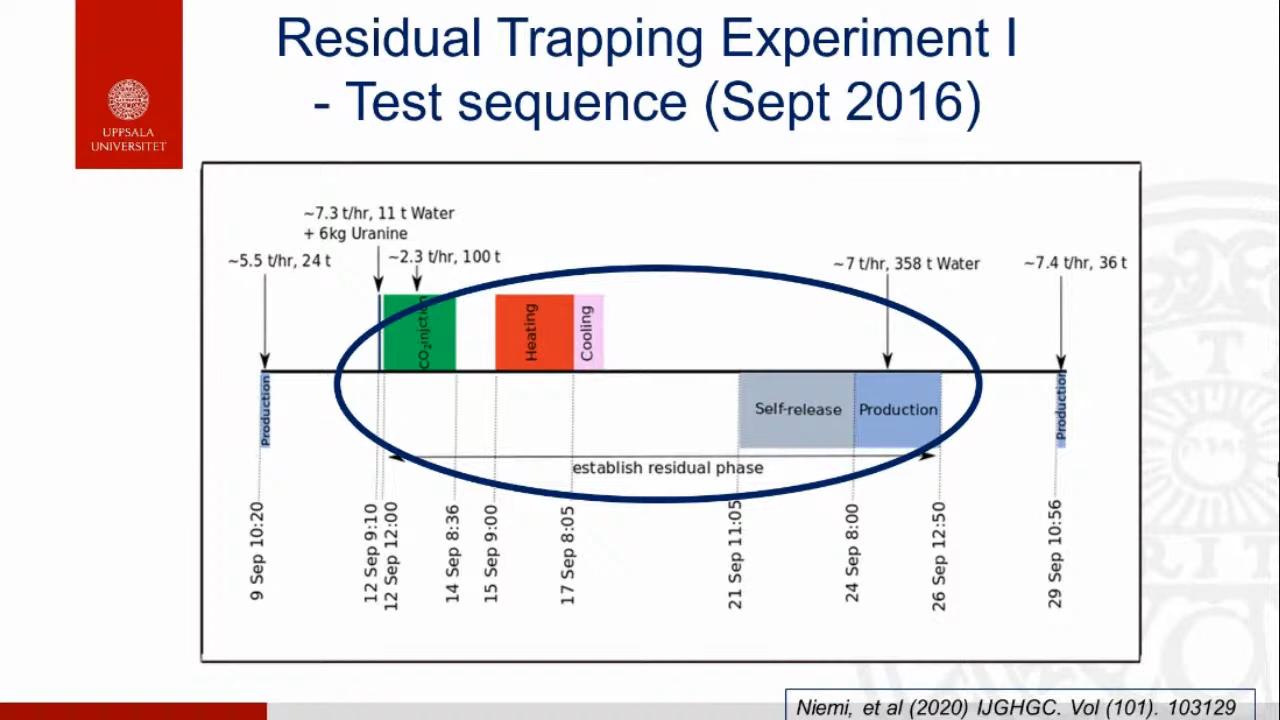 Residual Trapping Experiment I
- Test sequence (Sept 2016)
UPPSALA
UNIVERSITET
~7.3 t/hr, 11 t Water
+ 6kg Uranine
~5.5 t/hr, 24 t
~2.3 t/hr, 100 t
~7 t/hr, 358 t Water
~7.4 t/hr, 36 t
CO₂injction
Heating
Cooling
Production
Self-release
Production
Production
establish residual phase
9 Sep 10:20
12 Sep 9:10
12 Sep 12:00
14 Sep 8:36
15 Sep 9:00
17 Sep 8:05
21 Sep 11:05
24 Sep 8:00
26 Sep 12:50
29 Sep 10:56
Niemi, et al (2020) IJGHGC. Vol (101). 103129